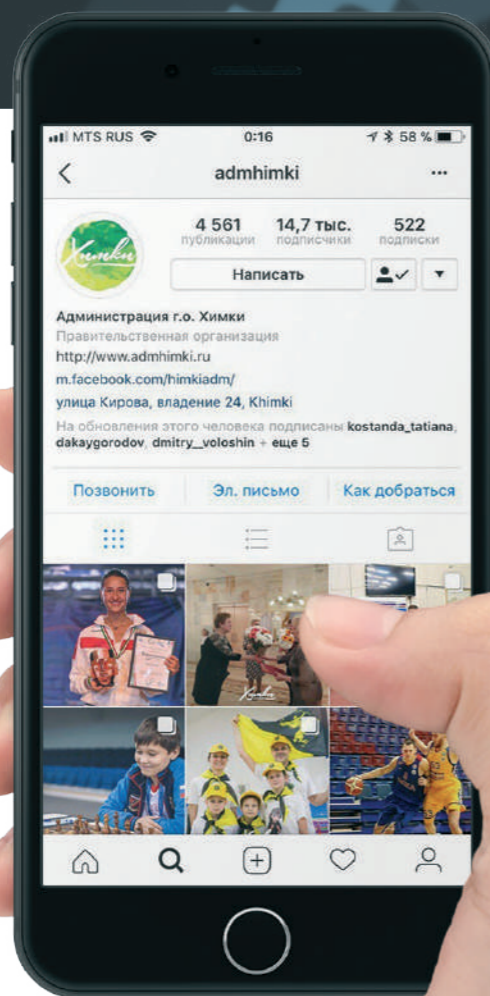 MTS RUS 0:16 58 %
admhimki
Химки
4 561 14,7 тыс. 522
публикации подписчики подписки
Написать
Администрация г.о. Химки
Правительственная организация
http://www.admhimki.ru
m.facebook.com/himkiadm/
улица Кирова, владение 24, Khimki
На обновления этого человека подписаны kostanda_tatiana,
dakaygorodov, dmitry__voloshin + еще 5
Позвонить Эл. письмо Как добраться
Химки